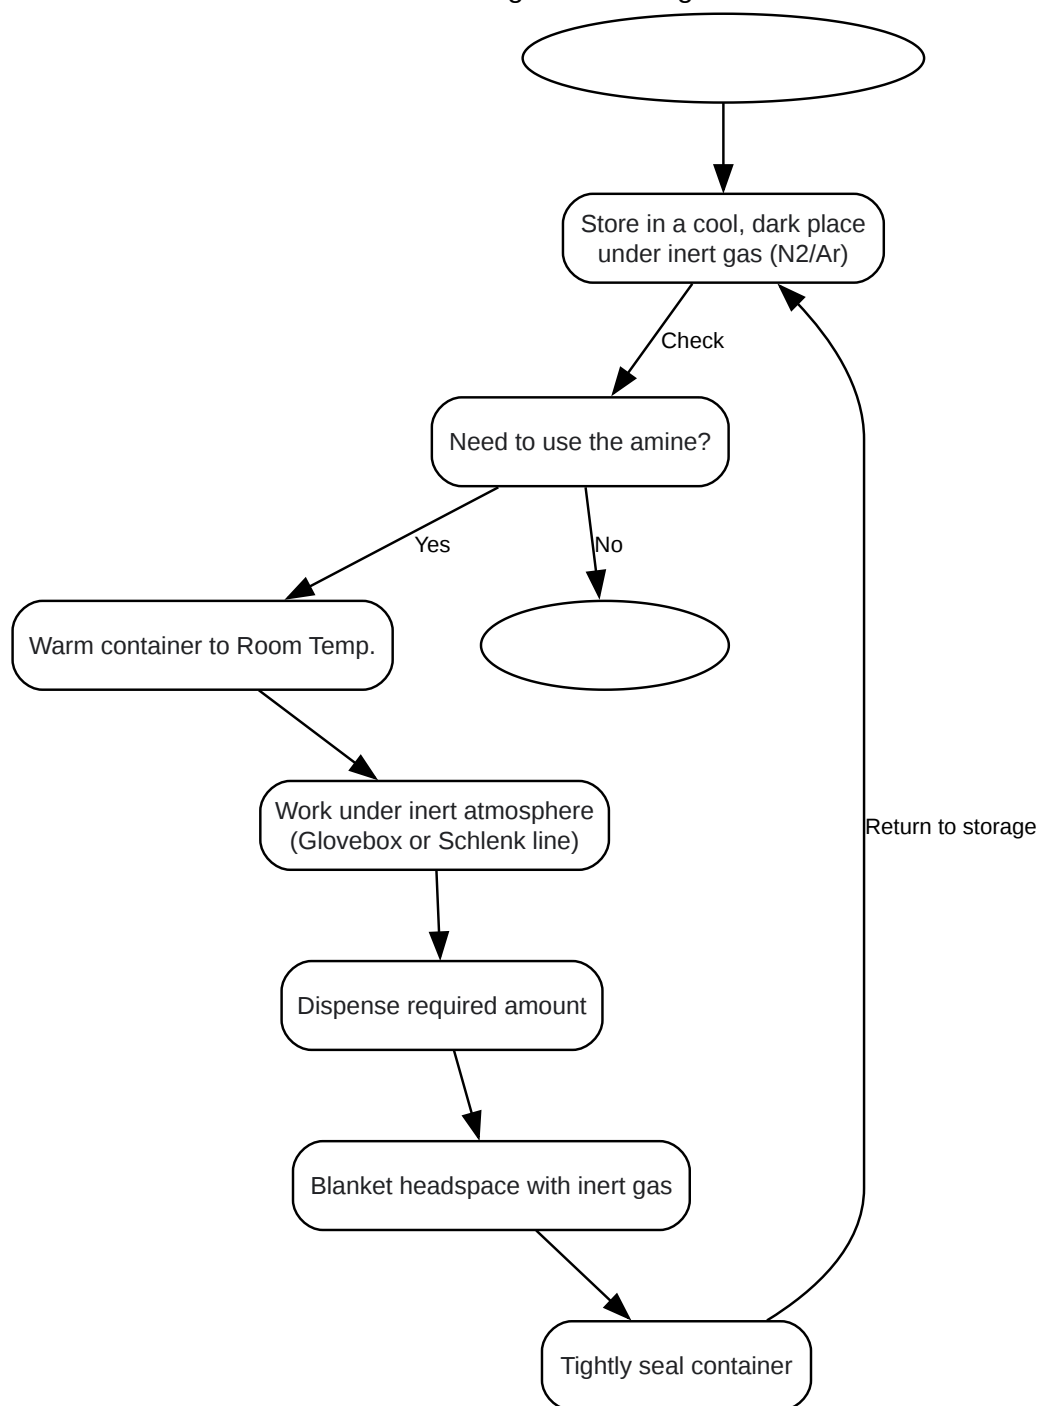 Store in a cool, dark place
under inert gas (N2/Ar)
Check
Need to use the amine?
Yes
No
Warm container to Room Temp.
Work under inert atmosphere
(Glovebox or Schlenk line)
Return to storage
Dispense required amount
Blanket headspace with inert gas
Tightly seal container